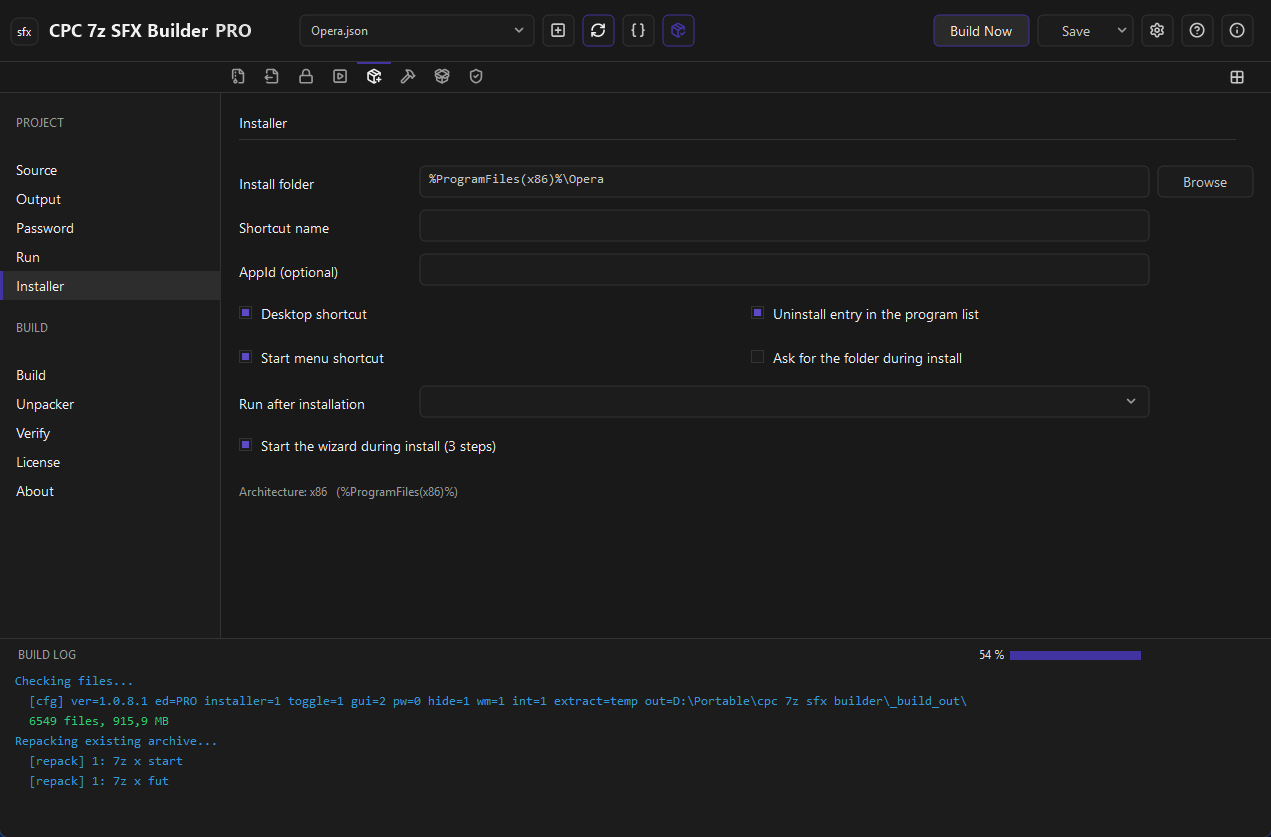 sfx CPC 7z SFX Builder PRO Opera.json {} Build Now Save
PROJECT
Source
Output
Password
Run
Installer
BUILD
Build
Unpacker
Verify
License
About
Installer
Install folder %ProgramFiles(x86)%\Opera Browse
Shortcut name
AppId (optional)
Desktop shortcut Uninstall entry in the program list
Start menu shortcut Ask for the folder during install
Run after installation
Start the wizard during install (3 steps)
Architecture: x86 (%ProgramFiles(x86)%)
BUILD LOG 54 %
Checking files...
[cfg] ver=1.0.8.1 ed=PRO installer=1 toggle=1 gui=2 pw=0 hide=1 wm=1 int=1 extract=temp out=D:\Portable\cpc 7z sfx builder\_build_out\
6549 files, 915,9 MB
Repacking existing archive...
[repack] 1: 7z x start
[repack] 1: 7z x fut